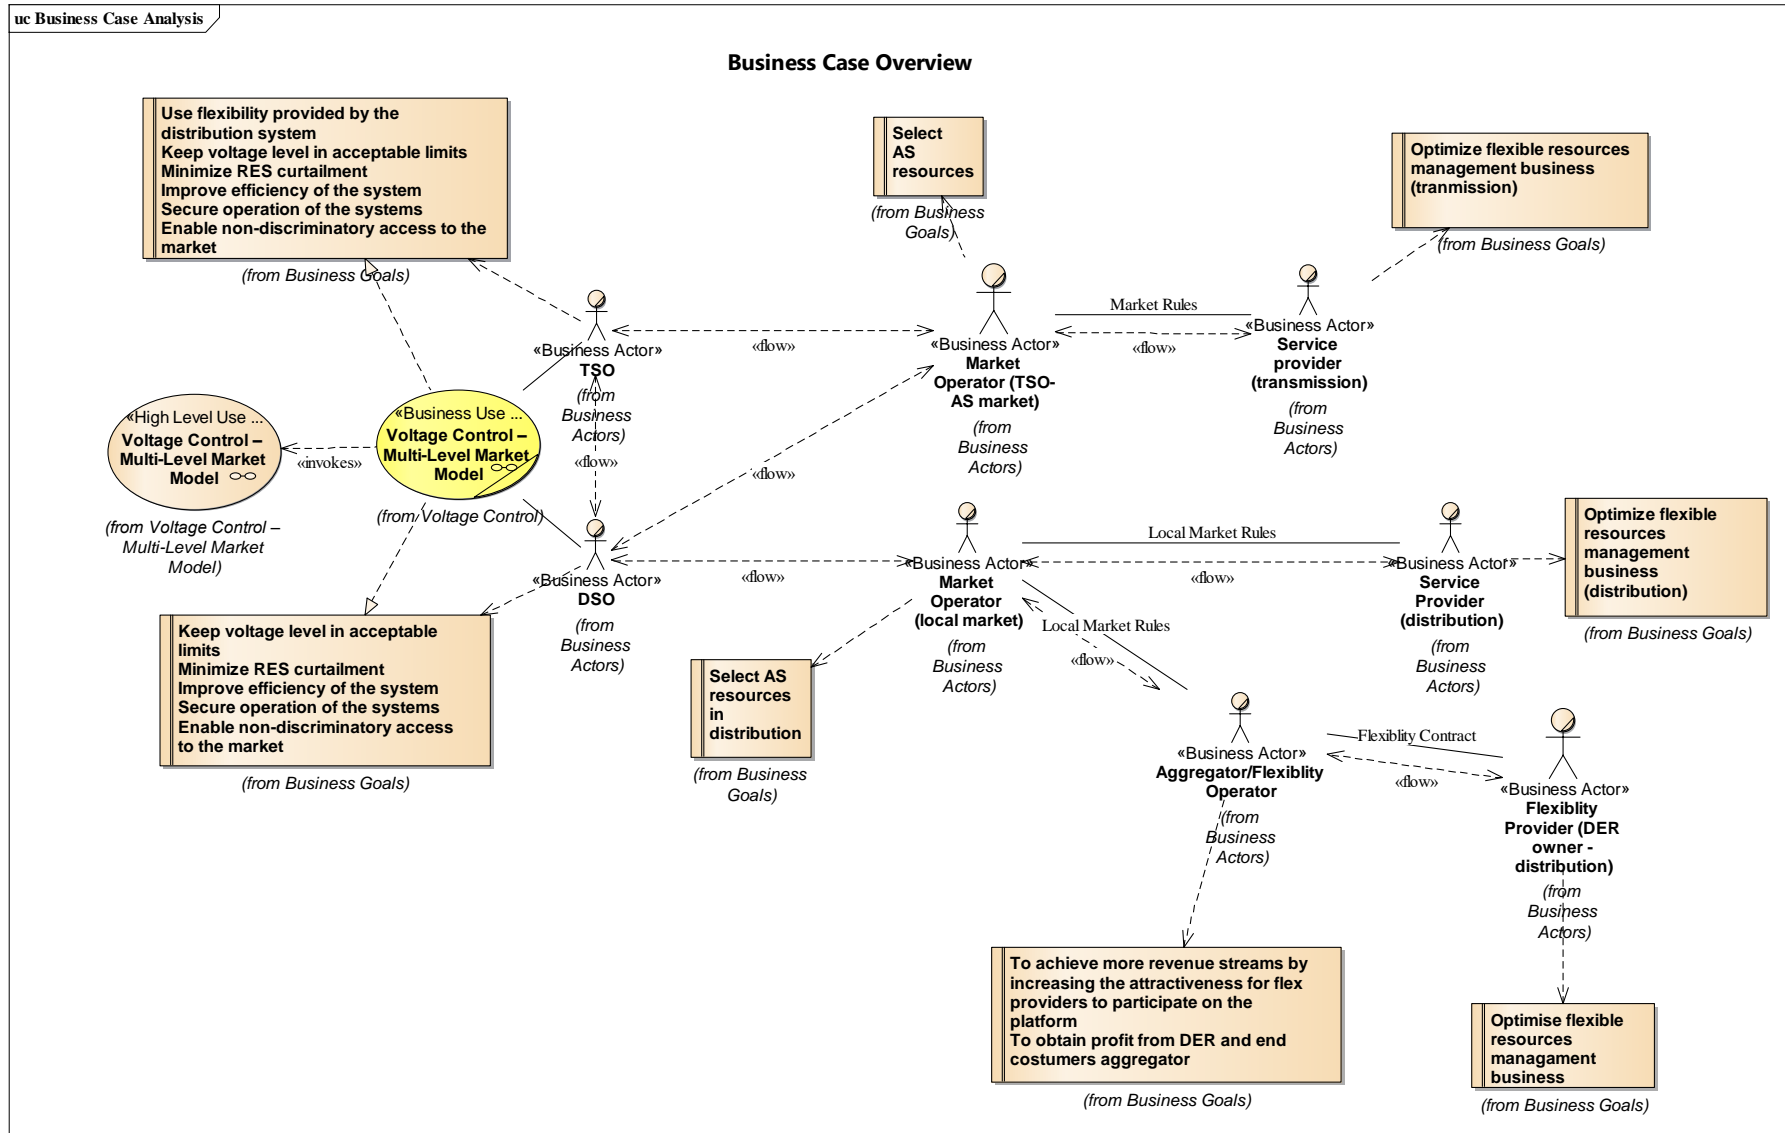 uc Business Case Analysis
Business Case Overview
Use flexibility provided by the
distribution system
Keep voltage level in acceptable limits
Minimize RES curtailment
Improve efficiency of the system
Secure operation of the systems
Enable non-discriminatory access to the
market
(from Business Goals)
Select
AS
resources
(from Business
Goals)
Optimize flexible resources
management business
(tranmission)
(from Business Goals)
«Business Actor»
TSO
(from
Business
Actors)
«flow»
«flow»
«Business Actor»
Market
Operator (TSO-
AS market)
(from
Business
Actors)
Market Rules
«flow»
«Business Actor»
Service
provider
(transmission)
(from
Business
Actors)
«High Level Use ...
Voltage Control –
Multi-Level Market
Model
(from Voltage Control –
Multi-Level Market
Model)
«invokes»
«Business Use ...
Voltage Control –
Multi-Level Market
Model
(from Voltage Control)
«flow»
«Business Actor»
DSO
(from
Business
Actors)
«flow»
«Business Actor»
Market
Operator
(local market)
(from
Business
Actors)
Local Market Rules
«flow»
«Business Actor»
Service
Provider
(distribution)
(from
Business
Actors)
Optimize flexible
resources
management
business
(distribution)
(from Business Goals)
Keep voltage level in acceptable
limits
Minimize RES curtailment
Improve efficiency of the system
Secure operation of the systems
Enable non-discriminatory access
to the market
(from Business Goals)
Select AS
resources
in
distribution
(from Business
Goals)
Local Market Rules
«flow»
«Business Actor»
Aggregator/Flexiblity
Operator
(from
Business
Actors)
Flexiblity Contract
«flow»
«Business Actor»
Flexiblity
Provider (DER
owner -
distribution)
(from
Business
Actors)
To achieve more revenue streams by
increasing the attractiveness for flex
providers to participate on the
platform
To obtain profit from DER and end
costumers aggregator
(from Business Goals)
Optimise flexible
resources
managament
business
(from Business Goals)